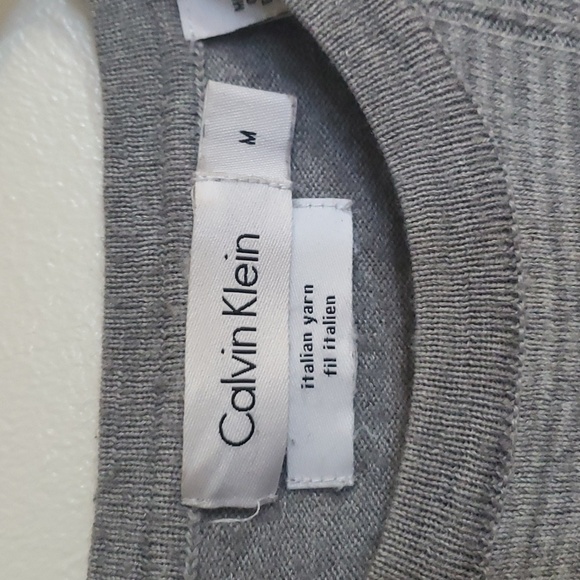 M
Calvin Klein
italian yarn
fil italien